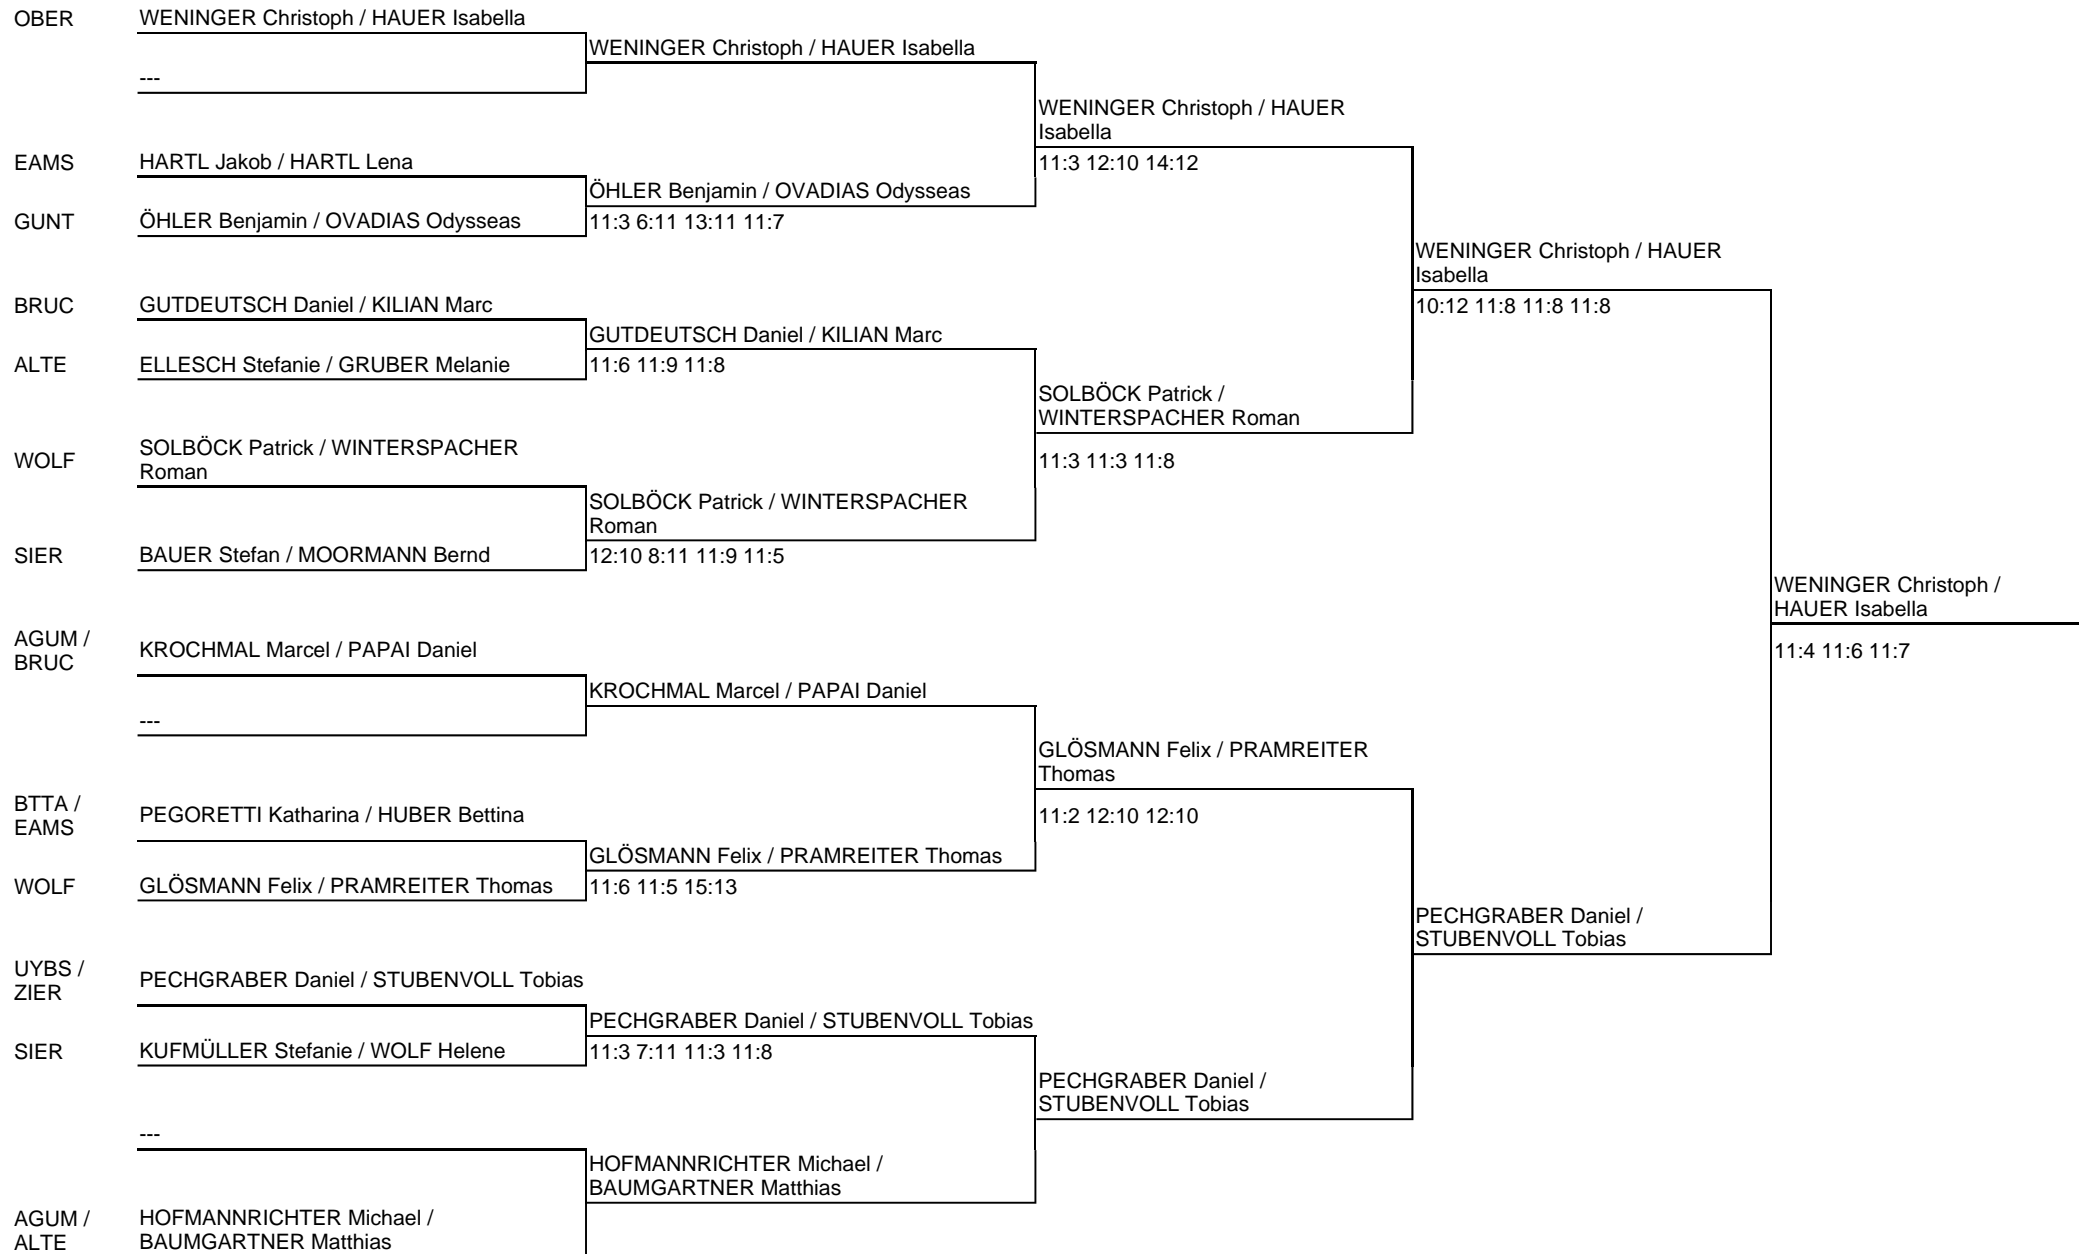 OBER WENINGER Christoph / HAUER Isabella
WENINGER Christoph / HAUER Isabella
---
WENINGER Christoph / HAUER
Isabella
EAMS HARTL Jakob / HARTL Lena 11:3 12:10 14:12
ÖHLER Benjamin / OVADIAS Odysseas
GUNT ÖHLER Benjamin / OVADIAS Odysseas 11:3 6:11 13:11 11:7
WENINGER Christoph / HAUER
Isabella
BRUC GUTDEUTSCH Daniel / KILIAN Marc 10:12 11:8 11:8 11:8
GUTDEUTSCH Daniel / KILIAN Marc
ALTE ELLESCH Stefanie / GRUBER Melanie 11:6 11:9 11:8
SOLBÖCK Patrick /
WINTERSPACHER Roman
WOLF SOLBÖCK Patrick / WINTERSPACHER
Roman
11:3 11:3 11:8
SOLBÖCK Patrick / WINTERSPACHER
Roman
SIER BAUER Stefan / MOORMANN Bernd 12:10 8:11 11:9 11:5
WENINGER Christoph /
HAUER Isabella
AGUM /
BRUC
KROCHMAL Marcel / PAPAI Daniel 11:4 11:6 11:7
KROCHMAL Marcel / PAPAI Daniel
---
GLÖSMANN Felix / PRAMREITER
Thomas
BTTA /
EAMS
PEGORETTI Katharina / HUBER Bettina 11:2 12:10 12:10
GLÖSMANN Felix / PRAMREITER Thomas
WOLF GLÖSMANN Felix / PRAMREITER Thomas 11:6 11:5 15:13
PECHGRABER Daniel /
STUBENVOLL Tobias
UYBS /
ZIER
PECHGRABER Daniel / STUBENVOLL Tobias
PECHGRABER Daniel / STUBENVOLL Tobias
SIER KUFMÜLLER Stefanie / WOLF Helene 11:3 7:11 11:3 11:8
PECHGRABER Daniel /
STUBENVOLL Tobias
---
HOFMANNRICHTER Michael /
BAUMGARTNER Matthias
AGUM /
ALTE
HOFMANNRICHTER Michael /
BAUMGARTNER Matthias